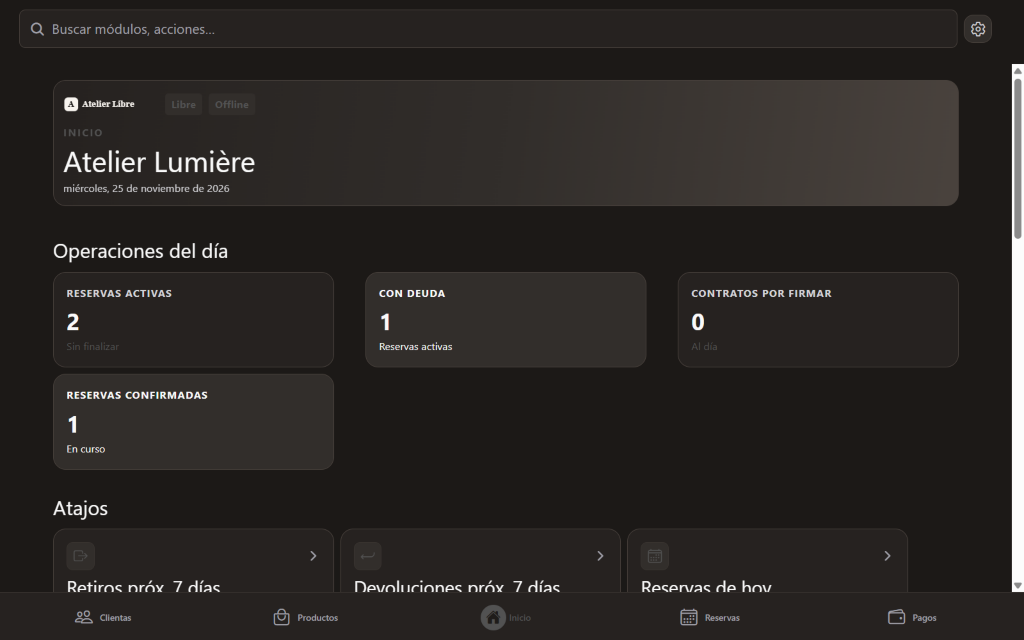 Buscar módulos, acciones...
A Atelier Libre Libre Offline
INICIO
Atelier Lumière
miércoles, 25 de noviembre de 2026
Operaciones del día
RESERVAS ACTIVAS
2
Sin finalizar
CON DEUDA
1
Reservas activas
CONTRATOS POR FIRMAR
0
Al día
RESERVAS CONFIRMADAS
1
En curso
Atajos
Retiros próx. 7 días
Devoluciones próx. 7 días
Reservas de hoy
Clientas
Productos
Inicio
Reservas
Pagos